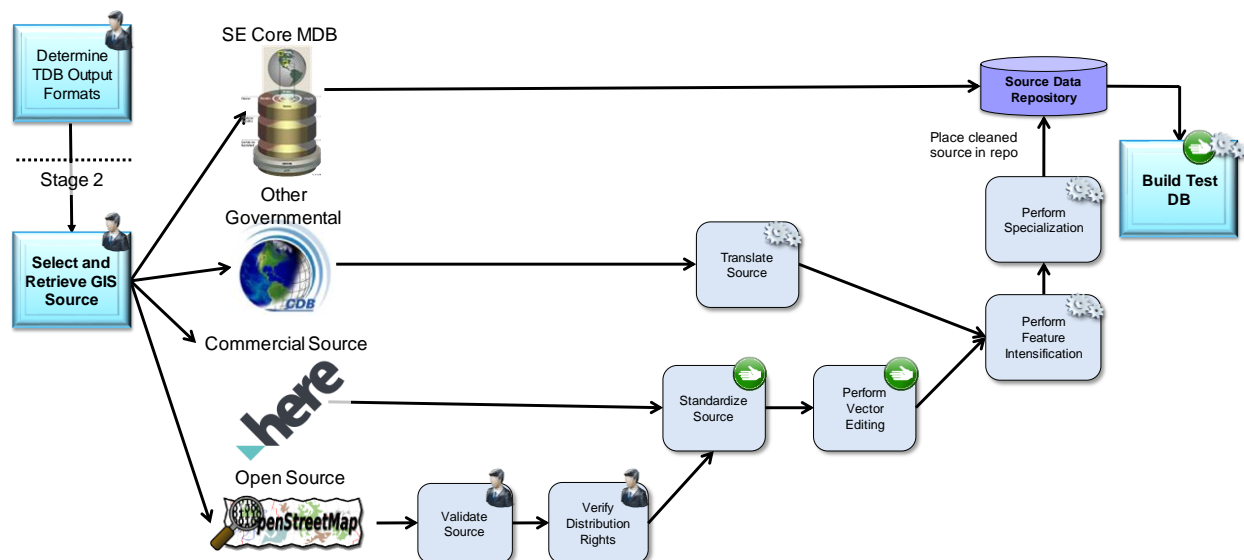 Determine
TDB Output
Formats
Stage 2
Select and
Retrieve GIS
Source
SE Core MDB
Other
Governmental
CDB
Commercial Source
here
Open Source
OpenStreetMap
Validate
Source
Verify
Distribution
Rights
Translate
Source
Standardize
Source
Perform
Vector
Editing
Perform
Feature
Intensification
Perform
Specialization
Place cleaned
source in repo
Source Data
Repository
Build Test
DB